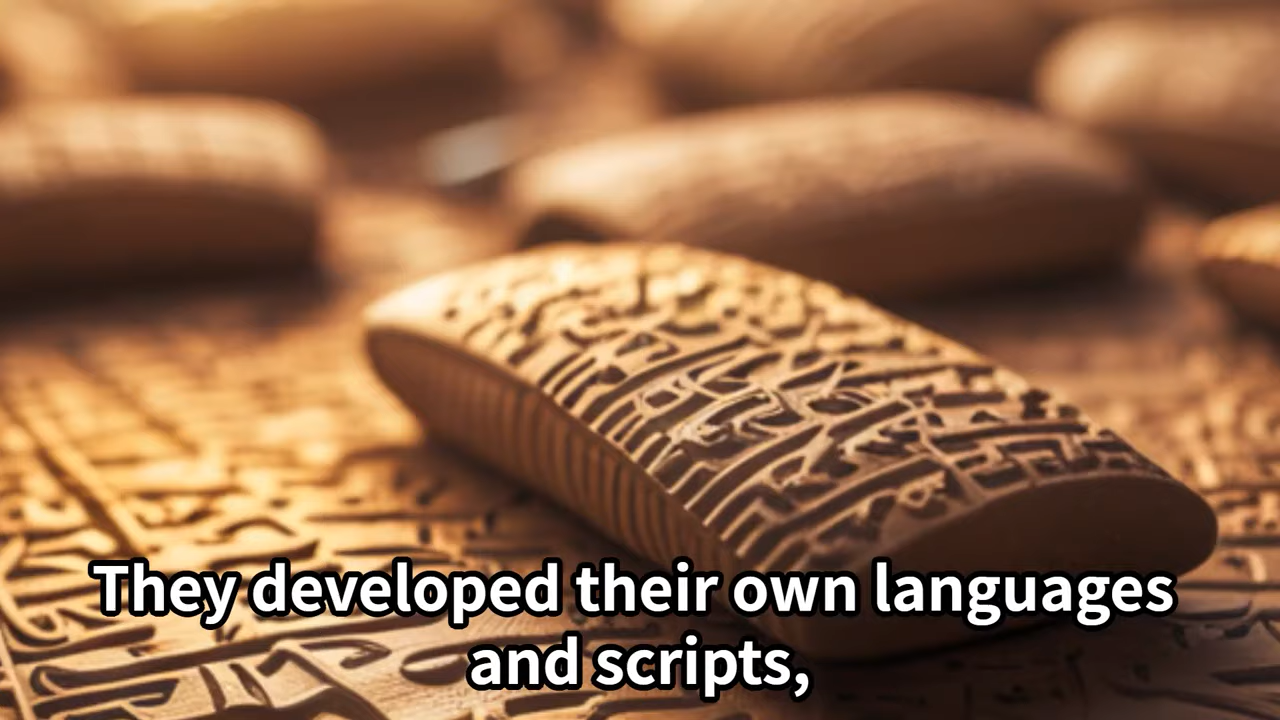 They developed their own languages
and scripts,